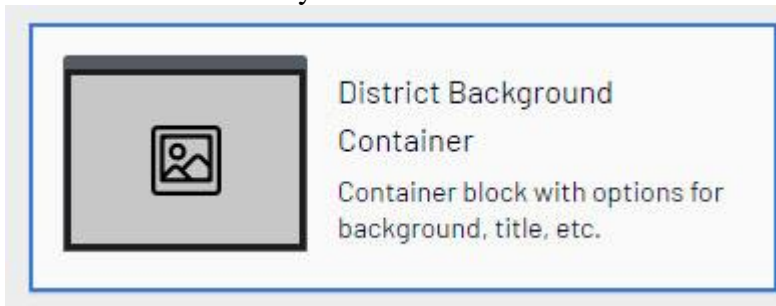 District Background
Container
Container block with options for
background, title, etc.